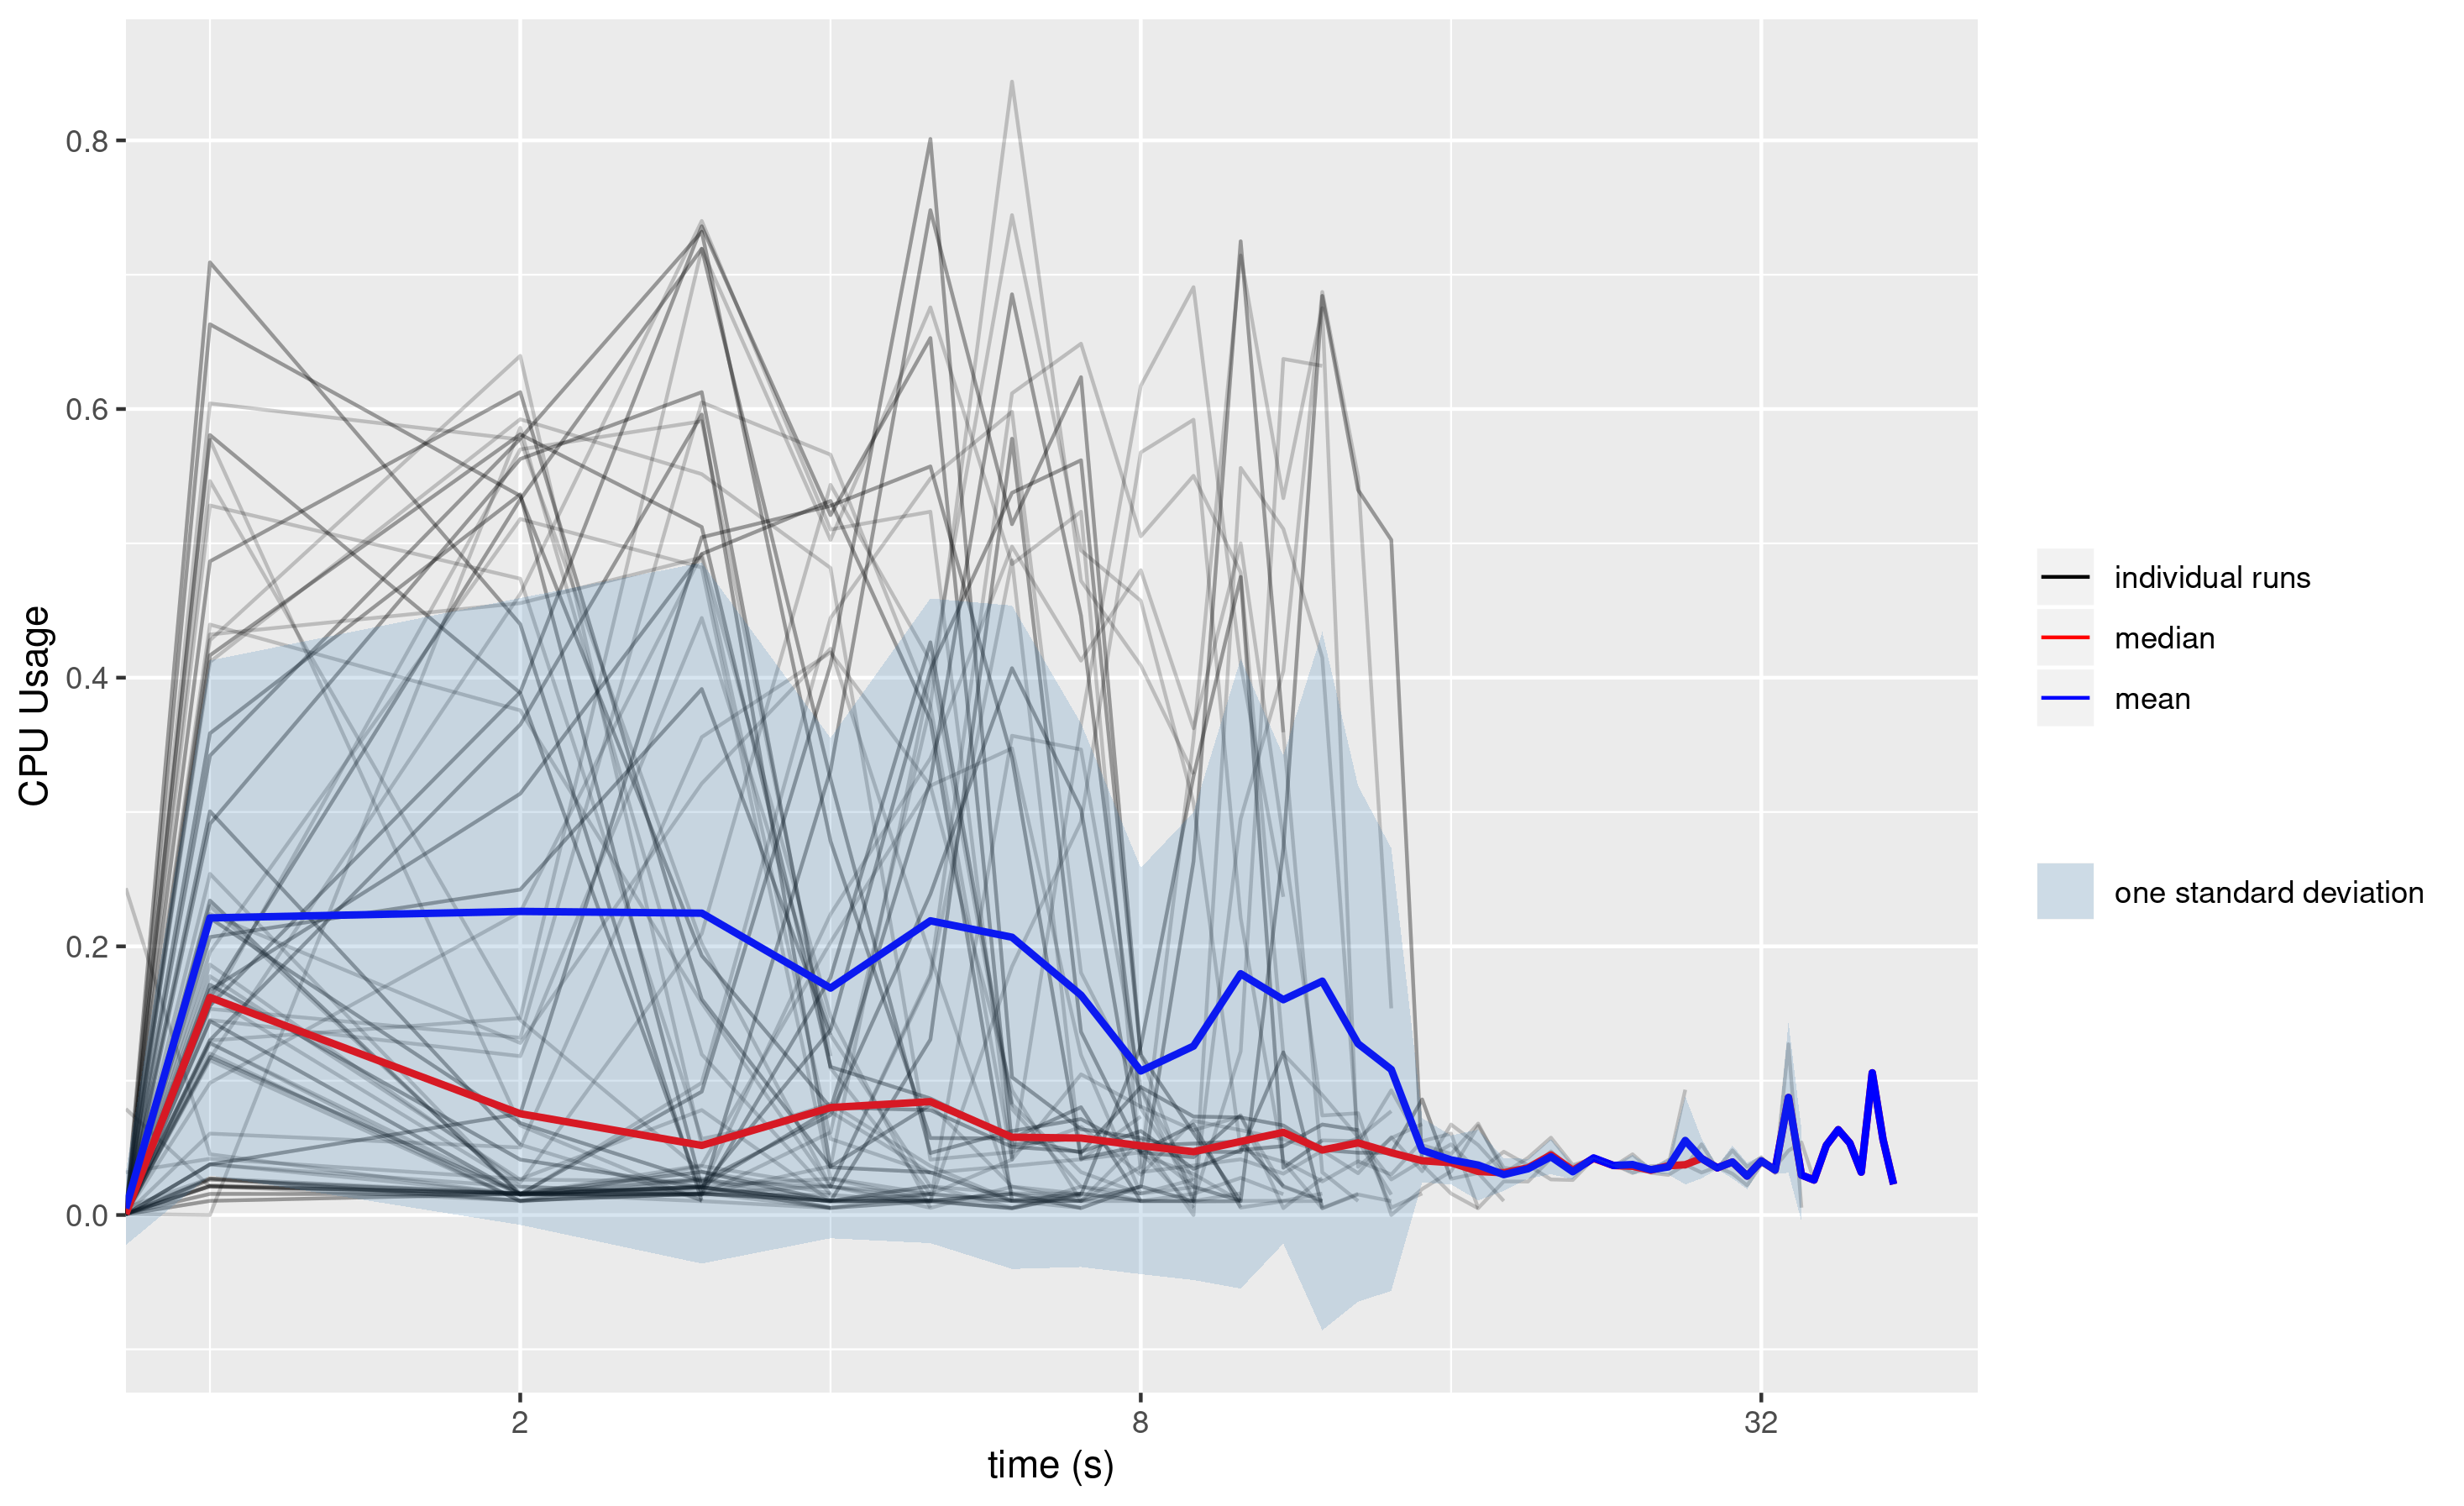 0.8
0.6
0.4
0.2
0.0
CPU Usage
2
8
32
time (s)
individual runs
median
mean
one standard deviation